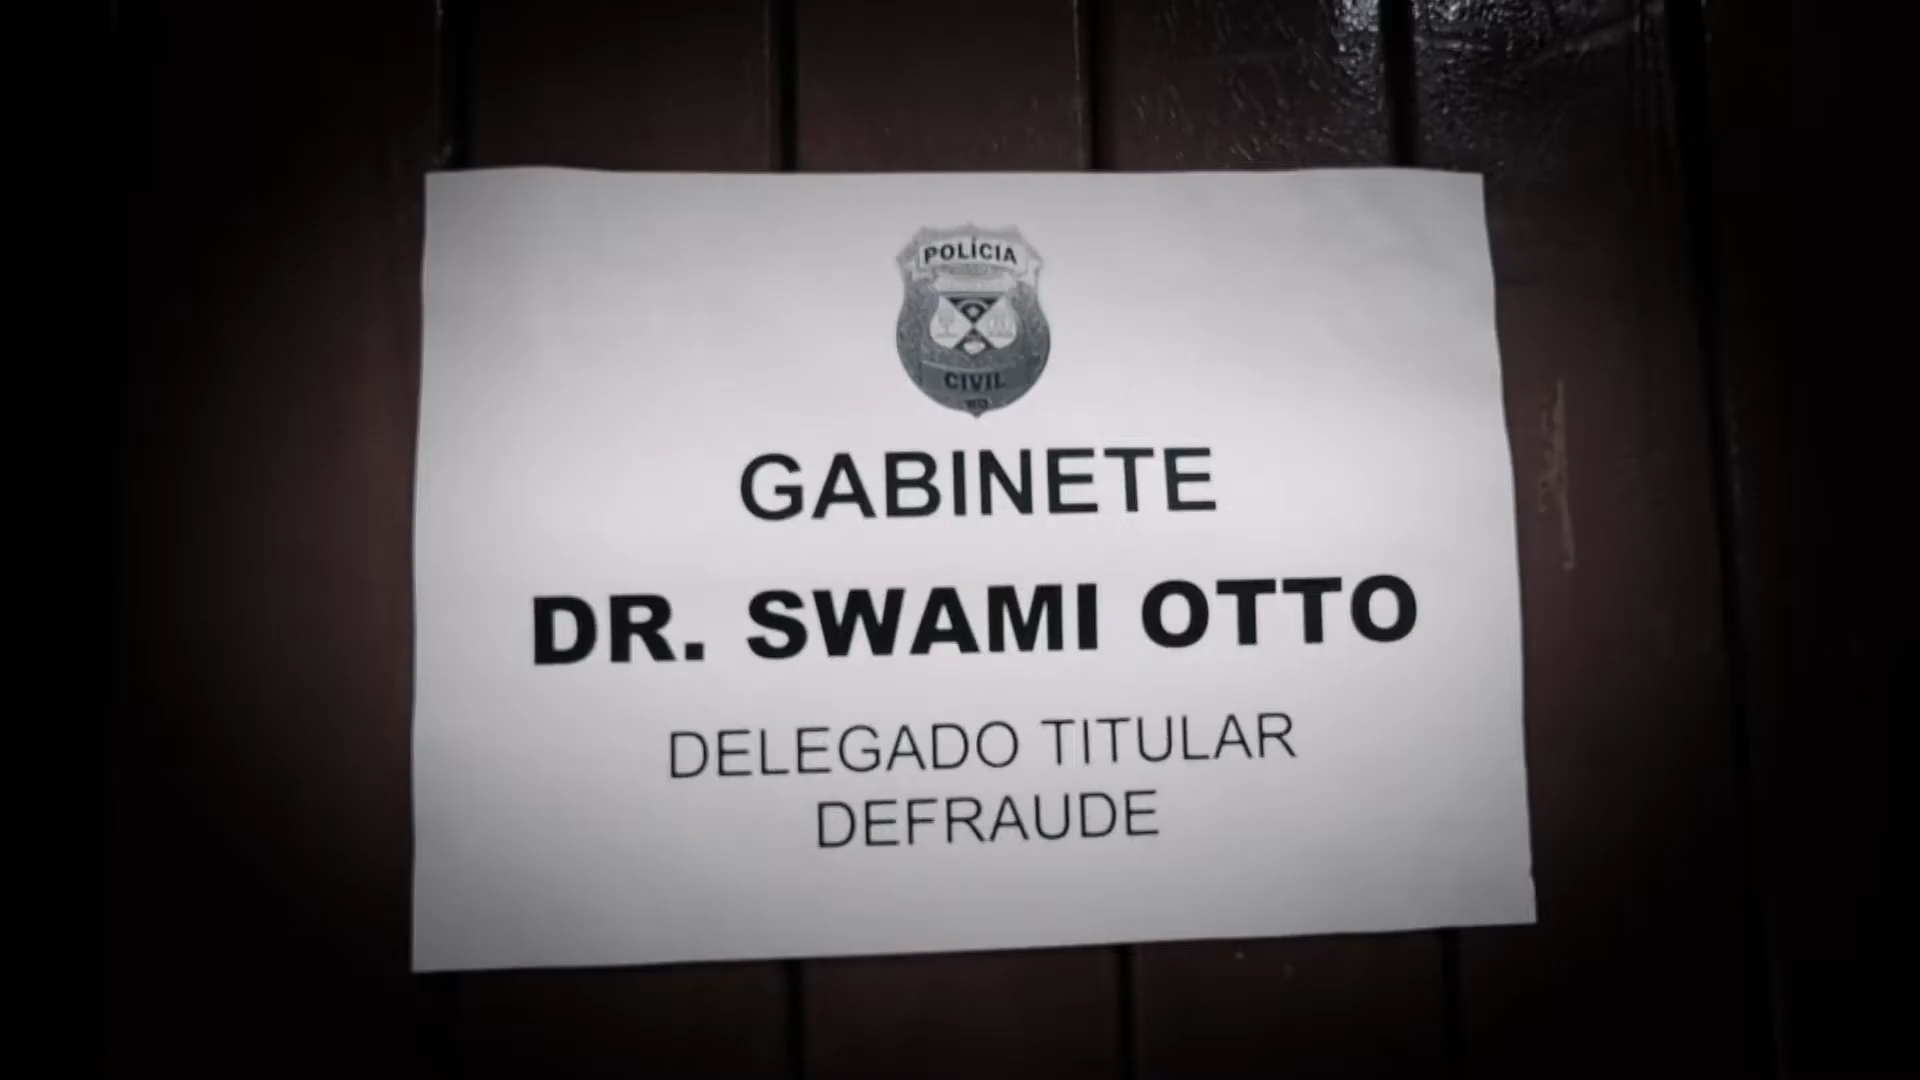 POLÍCIA
CIVIL
GABINETE
DR. SWAMI OTTO
DELEGADO TITULAR
DEFRAUDE